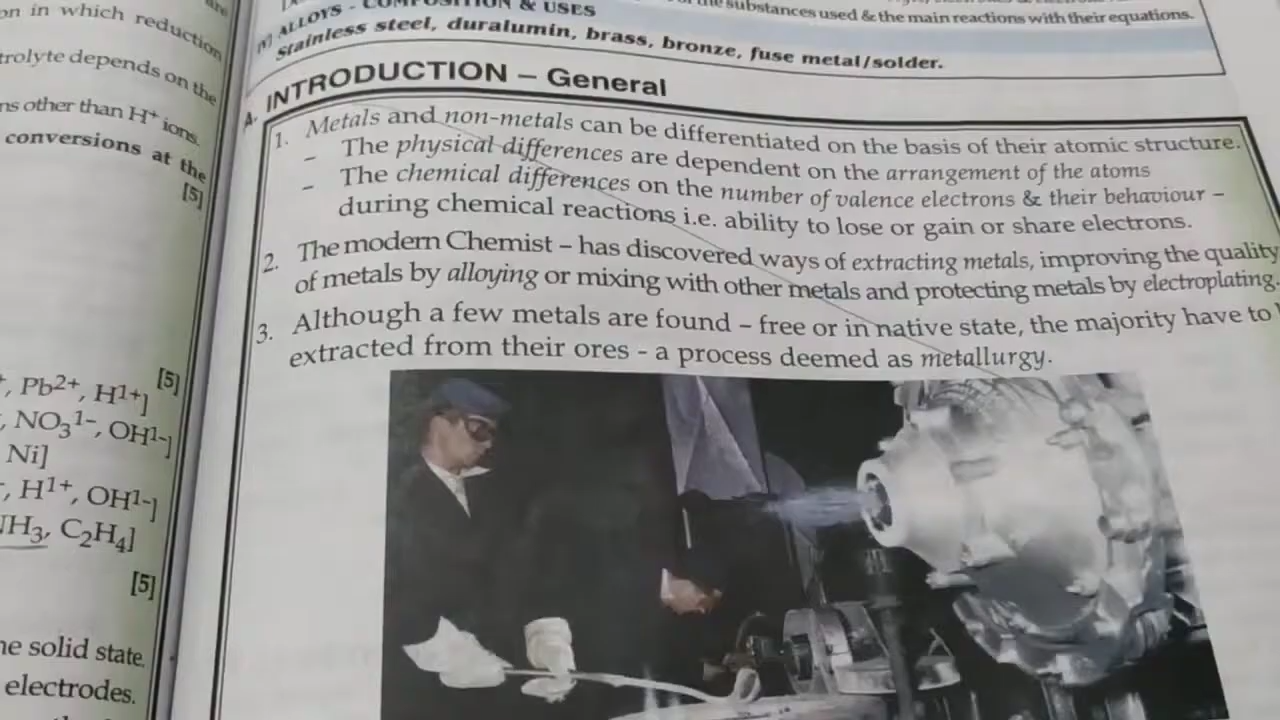 are
on in which reduction
trolyte depends on the
ns other than H⁺ ions.
conversions at the
[5]
[5]
, Pb²⁺, H¹⁺]
, NO₃¹⁻, OH¹⁻]
Ni]
, H¹⁺, OH¹⁻]
NH₃, C₂H₄]
[5]
he solid state.
electrodes.
the substances used & the main reactions with their equations.
ALLOYS - COMPOSITION & USES
Stainless steel, duralumin, brass, bronze, fuse metal/solder.
A. INTRODUCTION – General
1. Metals and non-metals can be differentiated on the basis of their atomic structure.
– The physical differences are dependent on the arrangement of the atoms
– The chemical differences on the number of valence electrons & their behaviour –
during chemical reactions i.e. ability to lose or gain or share electrons.
2. The modern Chemist – has discovered ways of extracting metals, improving the quality
of metals by alloying or mixing with other metals and protecting metals by electroplating.
3. Although a few metals are found – free or in native state, the majority have to
extracted from their ores - a process deemed as metallurgy.